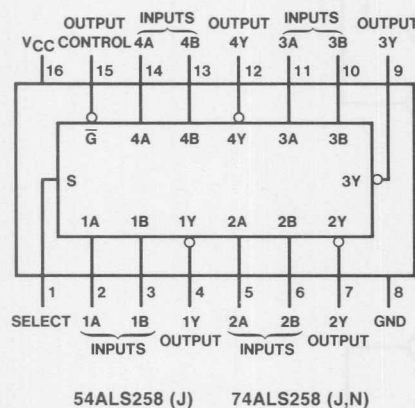 OUTPUT INPUTS OUTPUT INPUTS OUTPUT
VCC CONTROL 4A 4B 4Y 3A 3B 3Y
16 15 14 13 12 11 10 9
G̅ 4A 4B 4Y 3A 3B
S 3Y
1A 1B 1Y 2A 2B 2Y
1 2 3 4 5 6 7 8
SELECT 1A 1B 1Y 2A 2B 2Y GND
INPUTS OUTPUT INPUTS OUTPUT
54ALS258 (J) 74ALS258 (J,N)